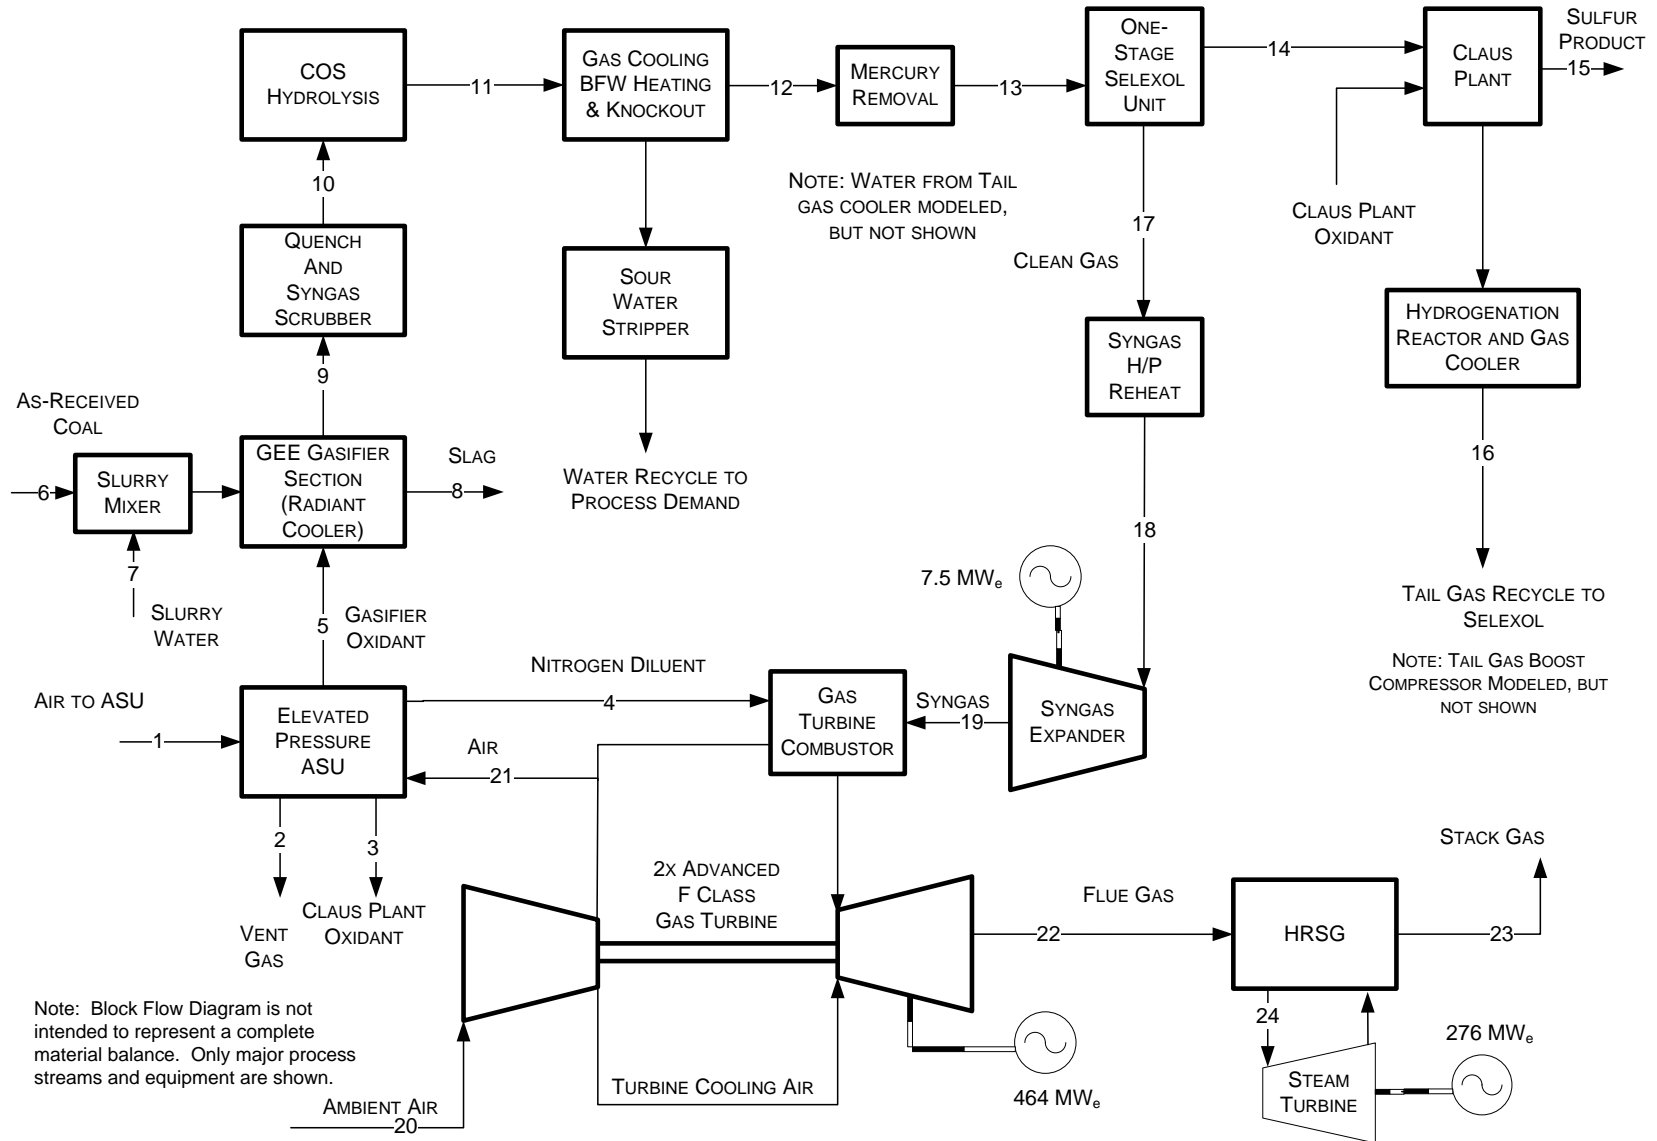 COS
HYDROLYSIS
11
GAS COOLING
BFW HEATING
& KNOCKOUT
12
MERCURY
REMOVAL
13
ONE-
STAGE
SELEXOL
UNIT
14
CLAUS
PLANT
SULFUR
PRODUCT
15
10
NOTE: WATER FROM TAIL
GAS COOLER MODELED,
BUT NOT SHOWN
17
CLEAN GAS
CLAUS PLANT
OXIDANT
QUENCH
AND
SYNGAS
SCRUBBER
SOUR
WATER
STRIPPER
SYNGAS
H/P
REHEAT
HYDROGENATION
REACTOR AND GAS
COOLER
9
AS-RECEIVED
COAL
6
SLURRY
MIXER
GEE GASIFIER
SECTION
(RADIANT
COOLER)
SLAG
8
WATER RECYCLE TO
PROCESS DEMAND
16
18
7
SLURRY
WATER
5
GASIFIER
OXIDANT
7.5 MWe
TAIL GAS RECYCLE TO
SELEXOL
NOTE: TAIL GAS BOOST
COMPRESSOR MODELED, BUT
NOT SHOWN
AIR TO ASU
1
ELEVATED
PRESSURE
ASU
NITROGEN DILUENT
4
AIR
21
GAS
TURBINE
COMBUSTOR
SYNGAS
19
SYNGAS
EXPANDER
2
3
VENT
GAS
CLAUS PLANT
OXIDANT
2X ADVANCED
F CLASS
GAS TURBINE
FLUE GAS
22
HRSG
23
STACK GAS
24
Note: Block Flow Diagram is not
intended to represent a complete
material balance. Only major process
streams and equipment are shown.
AMBIENT AIR
20
TURBINE COOLING AIR
464 MWe
STEAM
TURBINE
276 MWe